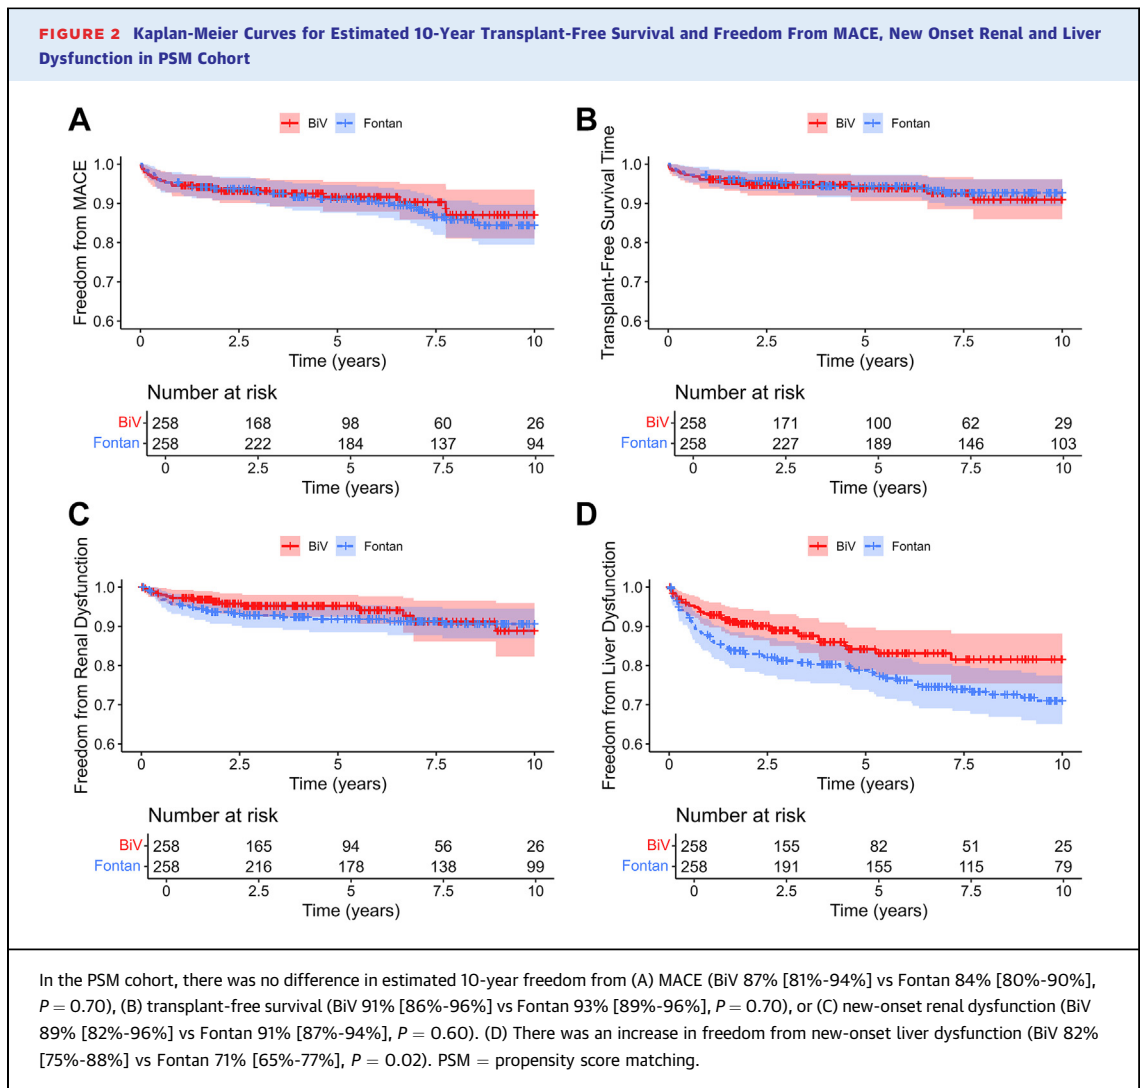 FIGURE 2 Kaplan-Meier Curves for Estimated 10-Year Transplant-Free Survival and Freedom From MACE, New Onset Renal and Liver
Dysfunction in PSM Cohort
A
BiV Fontan
Freedom from MACE
1.0
0.9
0.8
0.7
0.6
0 2.5 5 7.5 10
Time (years)
Number at risk
BiV 258 168 98 60 26
Fontan 258 222 184 137 94
0 2.5 5 7.5 10
Time (years)
B
BiV Fontan
Transplant-Free Survival Time
1.0
0.9
0.8
0.7
0.6
0 2.5 5 7.5 10
Time (years)
Number at risk
BiV 258 171 100 62 29
Fontan 258 227 189 146 103
0 2.5 5 7.5 10
Time (years)
C
BiV Fontan
Freedom from Renal Dysfunction
1.0
0.9
0.8
0.7
0.6
0 2.5 5 7.5 10
Time (years)
Number at risk
BiV 258 165 94 56 26
Fontan 258 216 178 138 99
0 2.5 5 7.5 10
Time (years)
D
BiV Fontan
Freedom from Liver Dysfunction
1.0
0.9
0.8
0.7
0.6
0 2.5 5 7.5 10
Time (years)
Number at risk
BiV 258 155 82 51 25
Fontan 258 191 155 115 79
0 2.5 5 7.5 10
Time (years)
In the PSM cohort, there was no difference in estimated 10-year freedom from (A) MACE (BiV 87% [81%-94%] vs Fontan 84% [80%-90%],
P = 0.70), (B) transplant-free survival (BiV 91% [86%-96%] vs Fontan 93% [89%-96%], P = 0.70), or (C) new-onset renal dysfunction (BiV
89% [82%-96%] vs Fontan 91% [87%-94%], P = 0.60). (D) There was an increase in freedom from new-onset liver dysfunction (BiV 82%
[75%-88%] vs Fontan 71% [65%-77%], P = 0.02). PSM = propensity score matching.